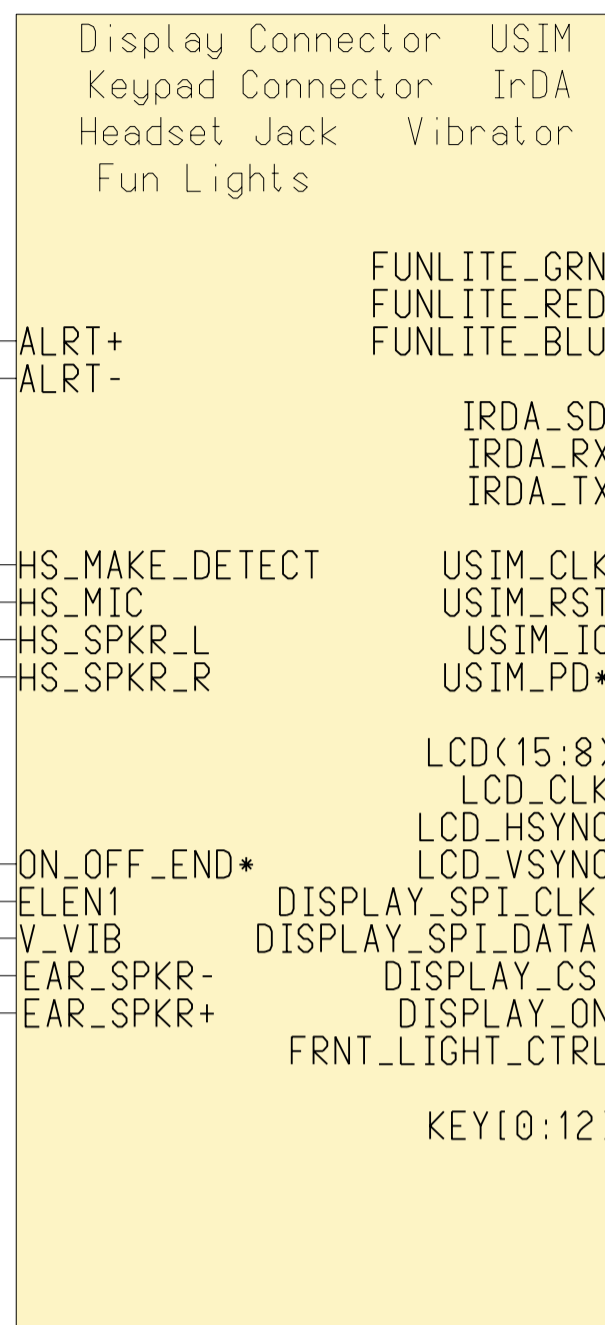 Display Connector USIM
Keypad Connector IrDA
Headset Jack Vibrator
Fun Lights
FUNLITE_GRN
FUNLITE_RED
ALRT+ FUNLITE_BLU
ALRT-
IRDA_SD
IRDA_RX
IRDA_TX
HS_MAKE_DETECT USIM_CLK
HS_MIC USIM_RST
HS_SPKR_L USIM_IO
HS_SPKR_R USIM_PD*
LCD(15:8)
LCD_CLK
LCD_HSYNC
ON_OFF_END* LCD_VSYNC
ELEN1 DISPLAY_SPI_CLK
V_VIB DISPLAY_SPI_DATA
EAR_SPKR- DISPLAY_CS
EAR_SPKR+ DISPLAY_ON
FRNT_LIGHT_CTRL
KEY[0:12]